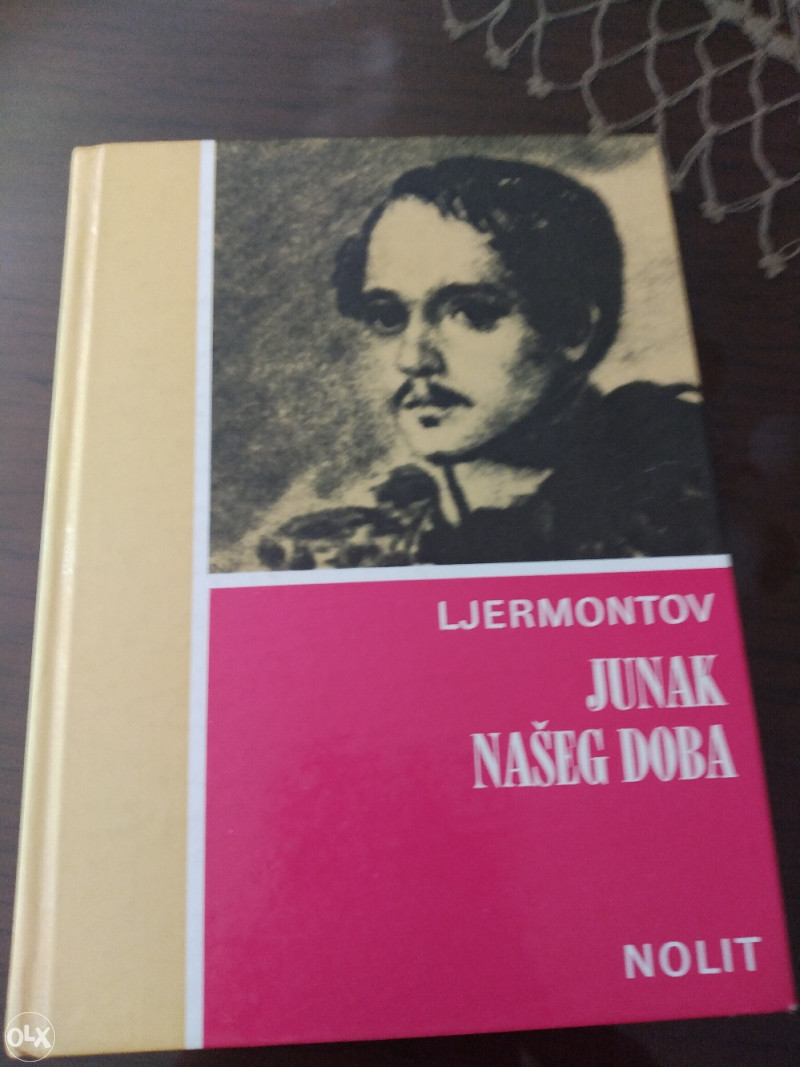 LJERMONTOV
JUNAK
NAŠEG DOBA
NOLIT
OLX